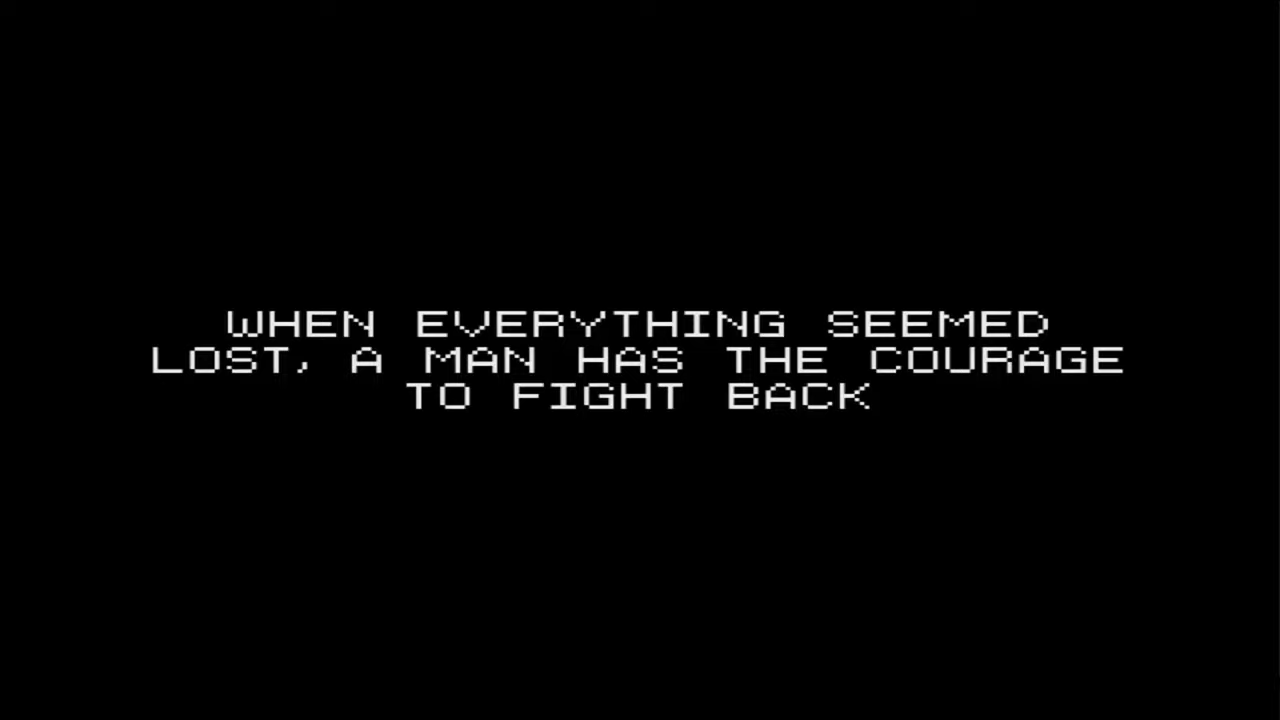 WHEN EVERYTHING SEEMED
LOST, A MAN HAS THE COURAGE
TO FIGHT BACK